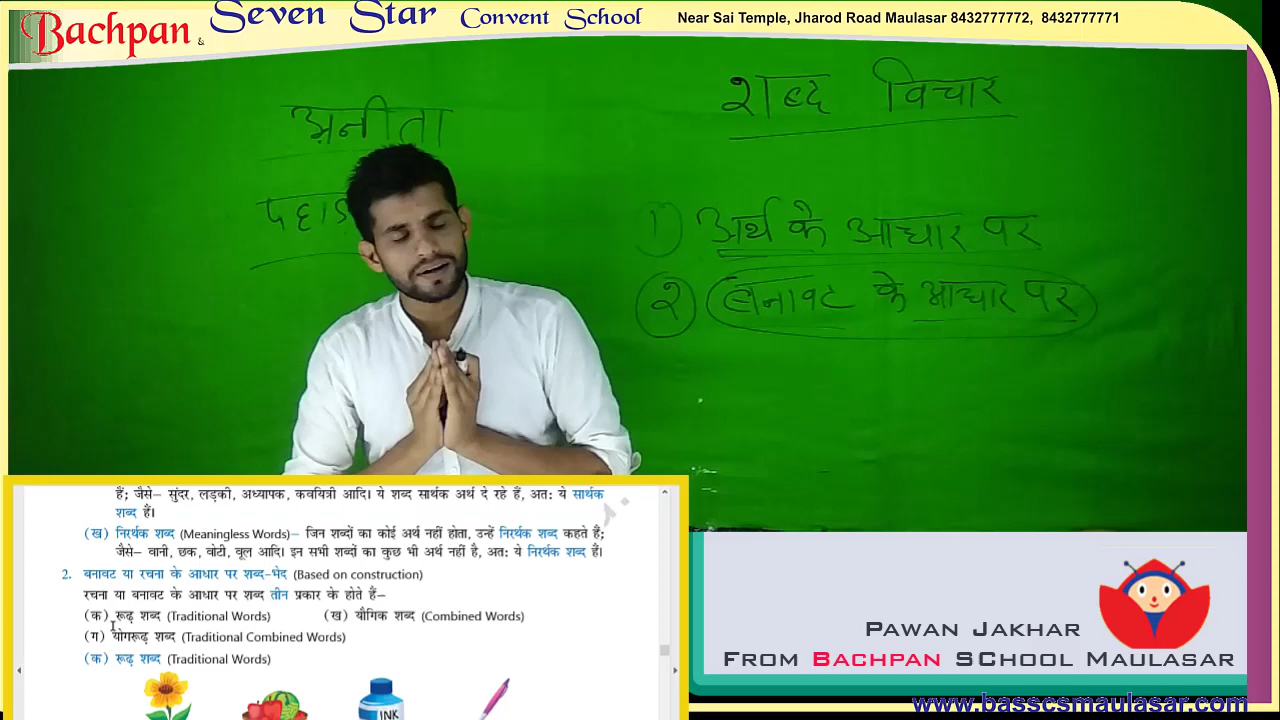 Bachpan & Seven Star Convent School Near Sai Temple, Jharod Road Maulasar 8432777772, 8432777771
शब्द विचार
अनीता
पहाड
१) अर्थ के आधार पर
२ बनावट के आधार पर
हैं; जैसे– सुंदर, लड़की, अध्यापक, कवयित्री आदि। ये शब्द सार्थक अर्थ दे रहे हैं, अतः ये सार्थक
शब्द हैं।
(ख) निरर्थक शब्द (Meaningless Words)– जिन शब्दों का कोई अर्थ नहीं होता, उन्हें निरर्थक शब्द कहते हैं;
जैसे– वानी, छक, वोटी, वूल आदि। इन सभी शब्दों का कुछ भी अर्थ नहीं है, अतः ये निरर्थक शब्द हैं।
2. बनावट या रचना के आधार पर शब्द-भेद (Based on construction)
रचना या बनावट के आधार पर शब्द तीन प्रकार के होते हैं–
(क) रूढ़ शब्द (Traditional Words) (ख) यौगिक शब्द (Combined Words)
(ग) योगरूढ़ शब्द (Traditional Combined Words)
(क) रूढ़ शब्द (Traditional Words)
INK
Pawan Jakhar
From Bachpan SChool Maulasar
www.basscsmaulasar.com